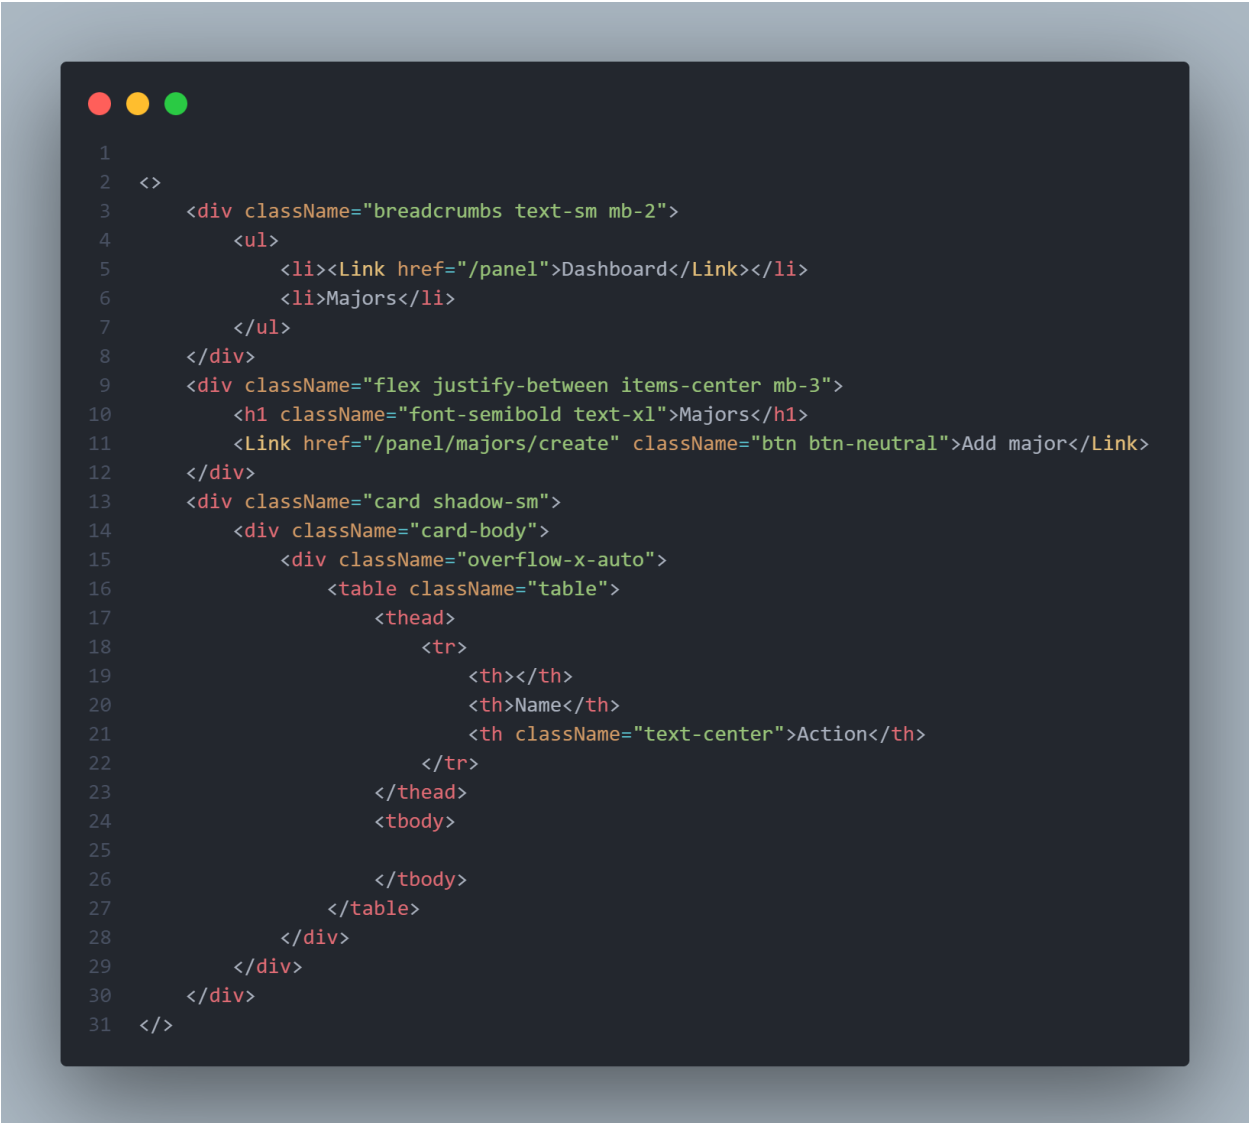 1
2 <>
3     <div className="breadcrumbs text-sm mb-2">
4         <ul>
5             <li><Link href="/panel">Dashboard</Link></li>
6             <li>Majors</li>
7         </ul>
8     </div>
9     <div className="flex justify-between items-center mb-3">
10         <h1 className="font-semibold text-xl">Majors</h1>
11         <Link href="/panel/majors/create" className="btn btn-neutral">Add major</Link>
12     </div>
13     <div className="card shadow-sm">
14         <div className="card-body">
15             <div className="overflow-x-auto">
16                 <table className="table">
17                     <thead>
18                         <tr>
19                             <th></th>
20                             <th>Name</th>
21                             <th className="text-center">Action</th>
22                         </tr>
23                     </thead>
24                     <tbody>
25
26                     </tbody>
27                 </table>
28             </div>
29         </div>
30     </div>
31 </>